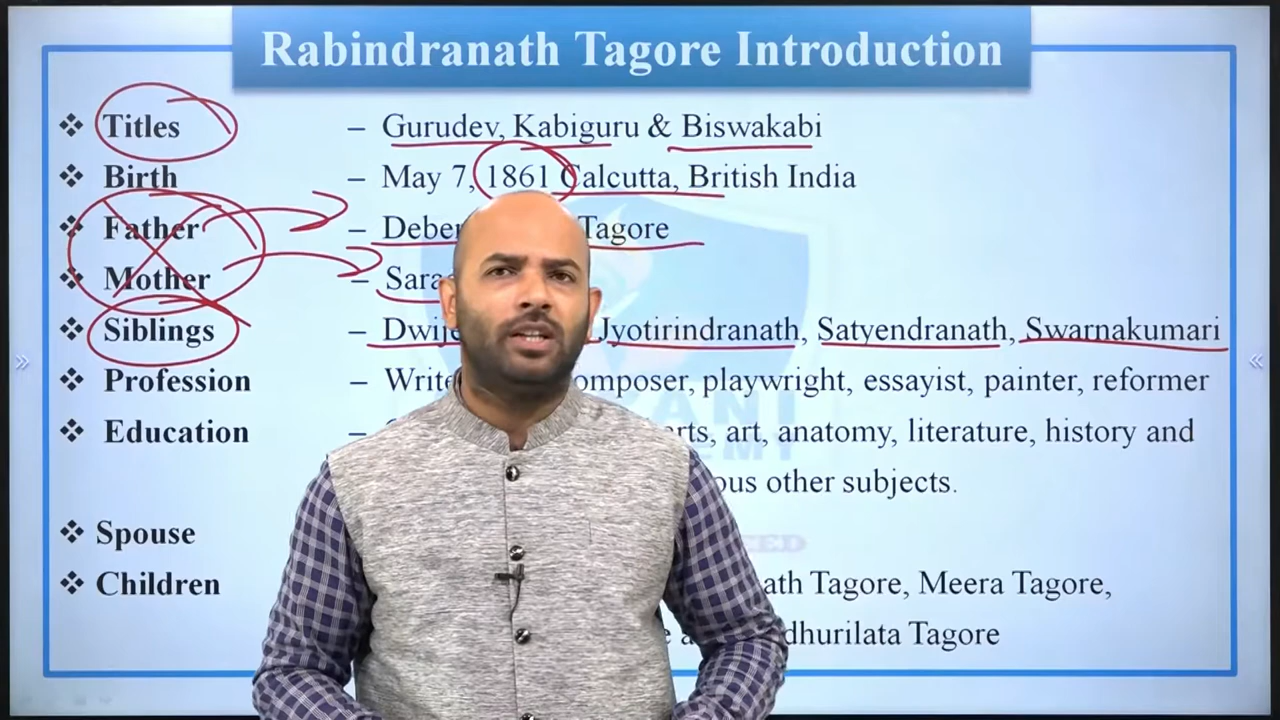 Rabindranath Tagore Introduction
❖ Titles – Gurudev, Kabiguru & Biswakabi
❖ Birth – May 7, 1861 Calcutta, British India
❖ Father – Tagore
❖ Mother –
❖ Siblings – Jyotirindranath, Satyendranath, Swarnakumari
❖ Profession – playwright, essayist, painter, reformer
❖ Education – art, anatomy, literature, history and
other subjects.
❖ Spouse
❖ Children Tagore, Meera Tagore,
Tagore